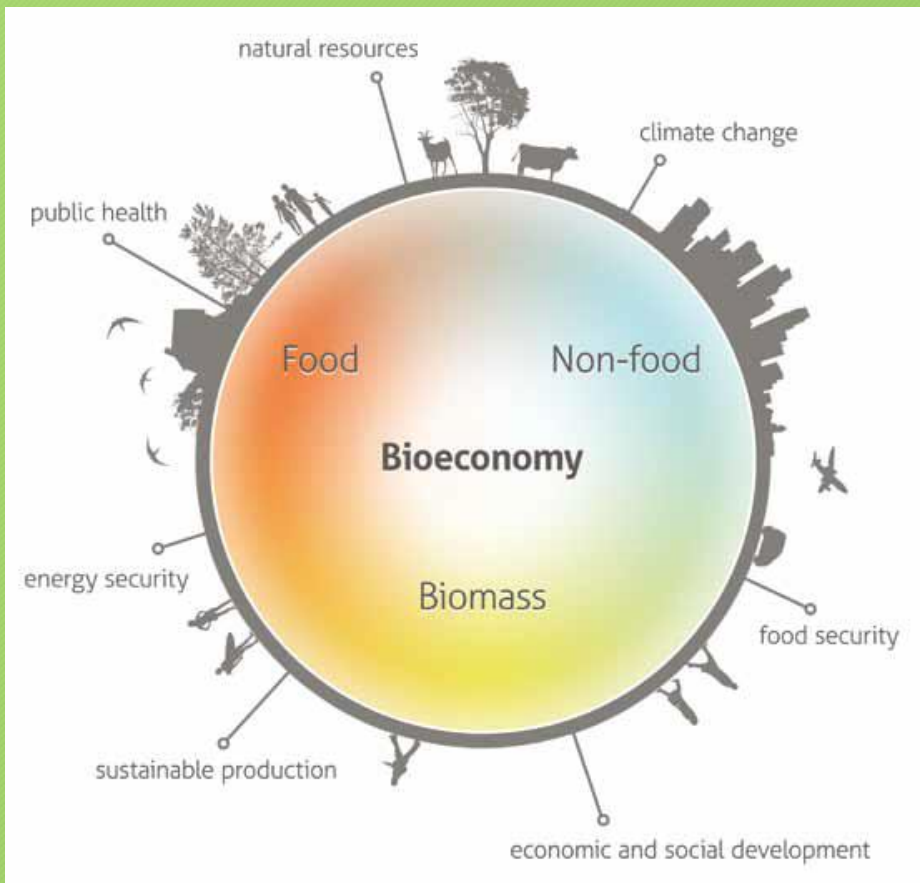 natural resources
climate change
public health
Food
Non-food
Bioeconomy
energy security
Biomass
food security
sustainable production
economic and social development